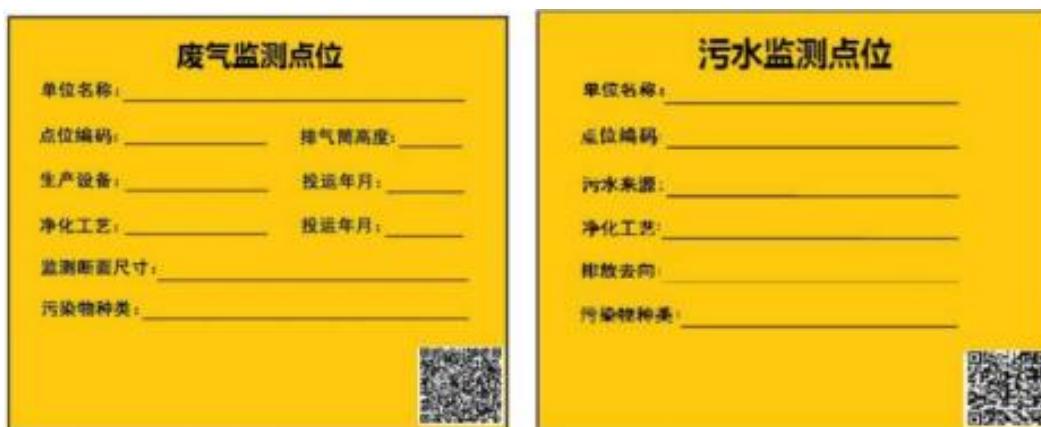 废气监测点位
单位名称：
点位编码： 排气筒高度：
生产设备： 投运年月：
净化工艺： 投运年月：
监测断面尺寸：
污染物种类：
污水监测点位
单位名称：
点位编码：
污水来源：
净化工艺：
排放去向：
污染物种类：